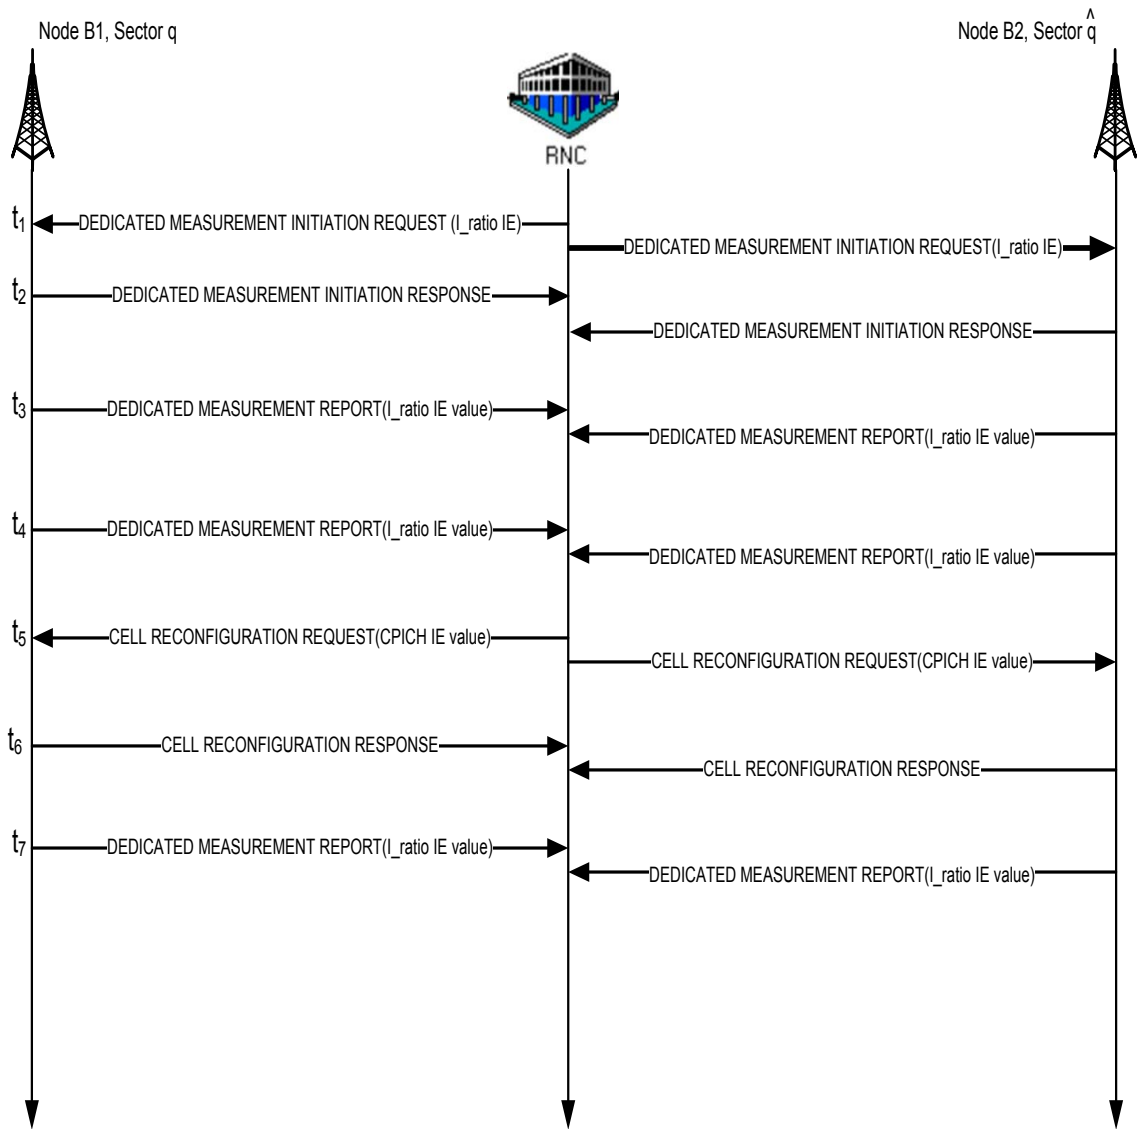 Node B1, Sector q
Node B2, Sector q̂
RNC
t₁
DEDICATED MEASUREMENT INITIATION REQUEST (I_ratio IE)
DEDICATED MEASUREMENT INITIATION REQUEST(I_ratio IE)
t₂
DEDICATED MEASUREMENT INITIATION RESPONSE
DEDICATED MEASUREMENT INITIATION RESPONSE
t₃
DEDICATED MEASUREMENT REPORT(I_ratio IE value)
DEDICATED MEASUREMENT REPORT(I_ratio IE value)
t₄
DEDICATED MEASUREMENT REPORT(I_ratio IE value)
DEDICATED MEASUREMENT REPORT(I_ratio IE value)
t₅
CELL RECONFIGURATION REQUEST(CPICH IE value)
CELL RECONFIGURATION REQUEST(CPICH IE value)
t₆
CELL RECONFIGURATION RESPONSE
CELL RECONFIGURATION RESPONSE
t₇
DEDICATED MEASUREMENT REPORT(I_ratio IE value)
DEDICATED MEASUREMENT REPORT(I_ratio IE value)